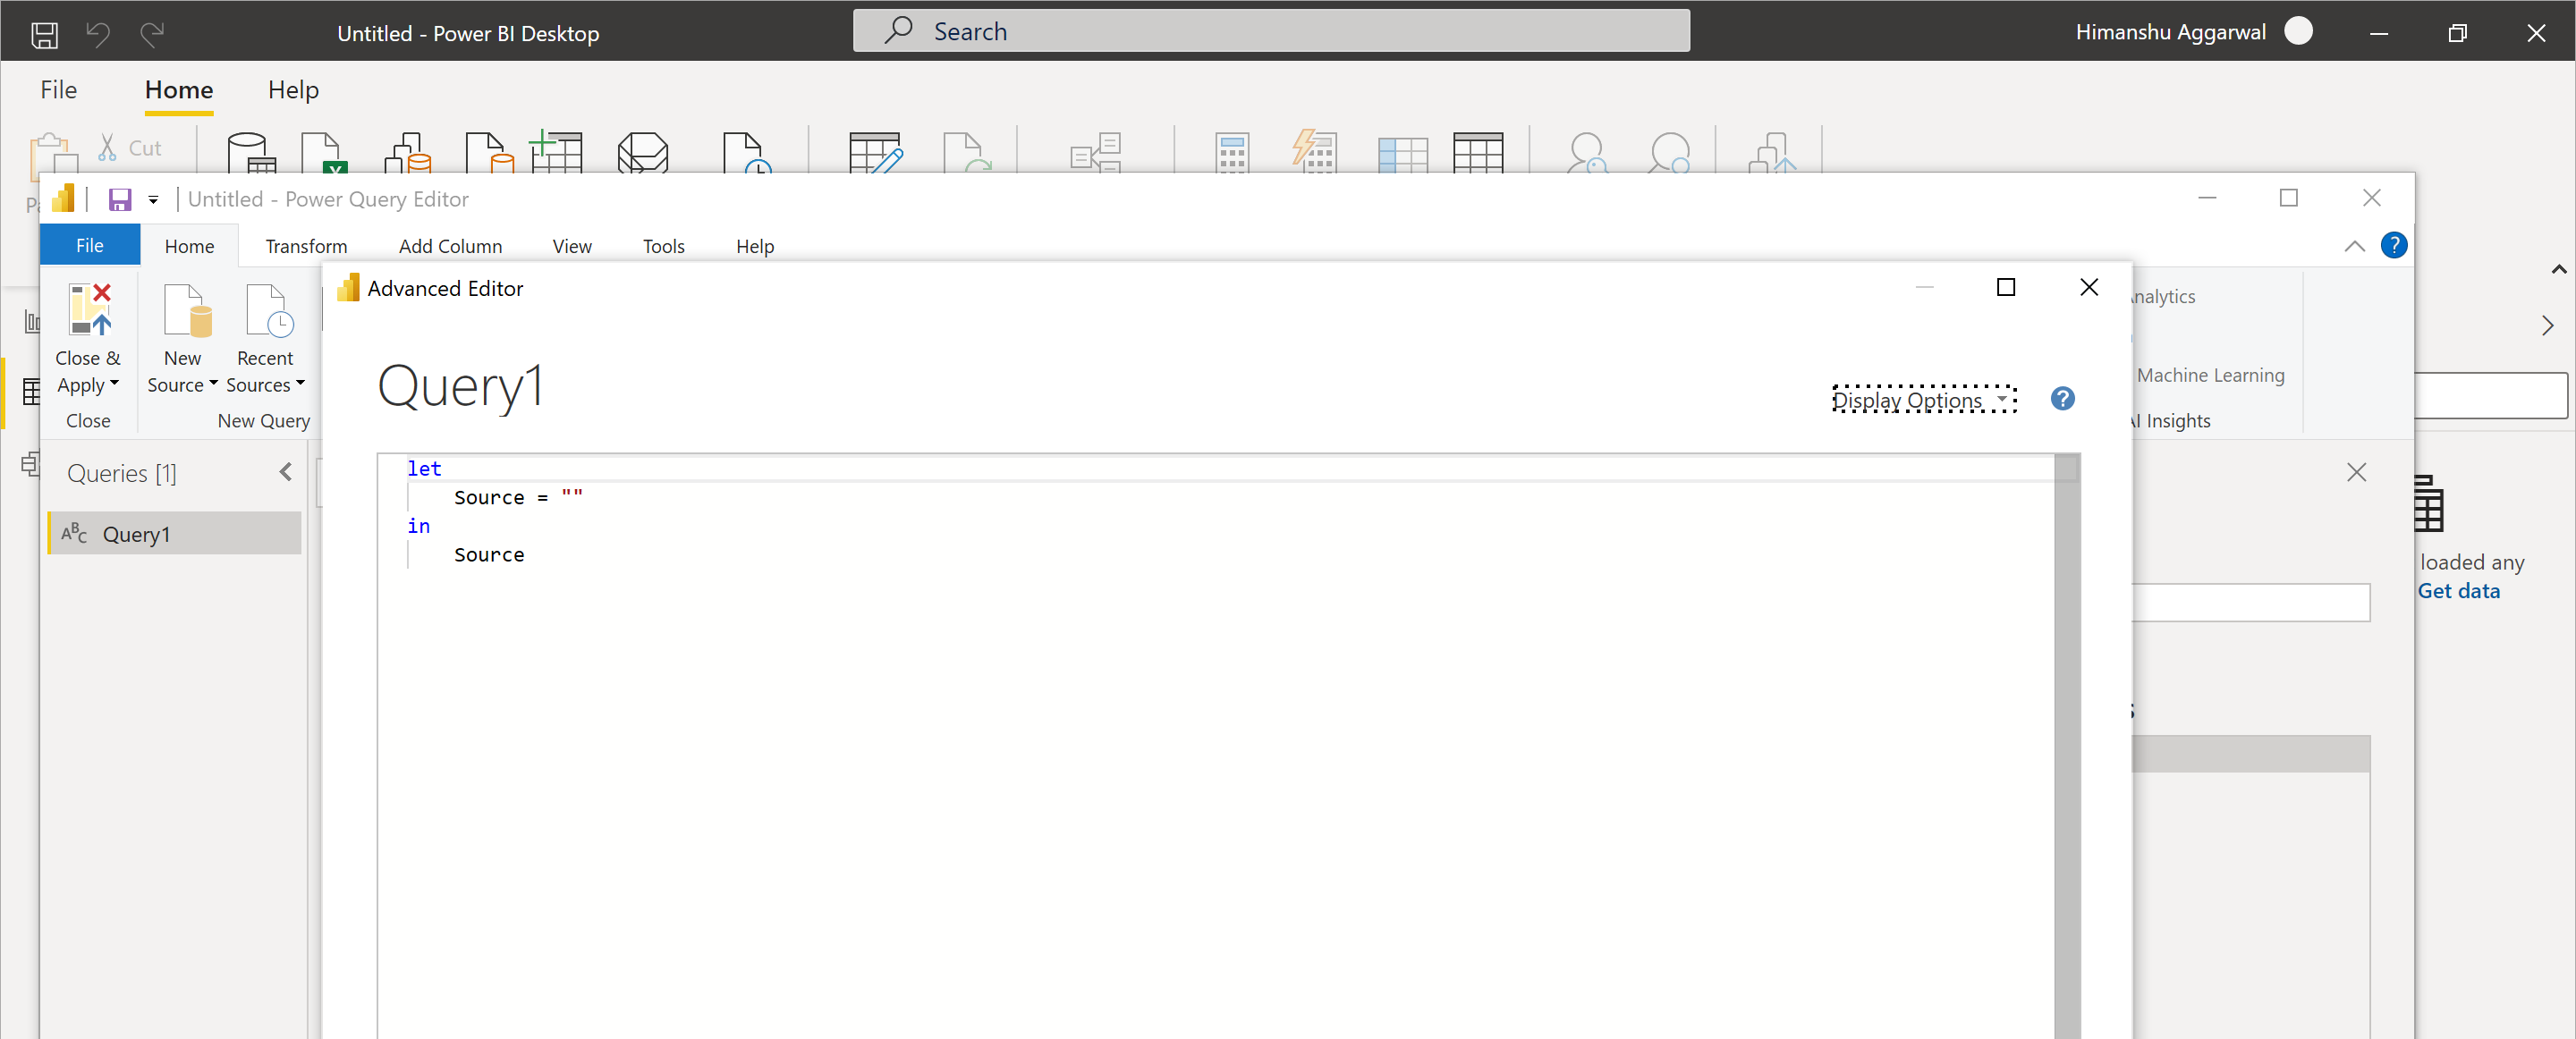 Untitled - Power BI Desktop
Search
Himanshu Aggarwal
File Home Help
Cut
Untitled - Power Query Editor
File Home Transform Add Column View Tools Help
Advanced Editor
Close & Apply
New Source
Recent Sources
Close
New Query
Machine Learning
Insights
Query1
Display Options
Queries [1]
Query1
let
Source = ""
in
Source
loaded any
Get data